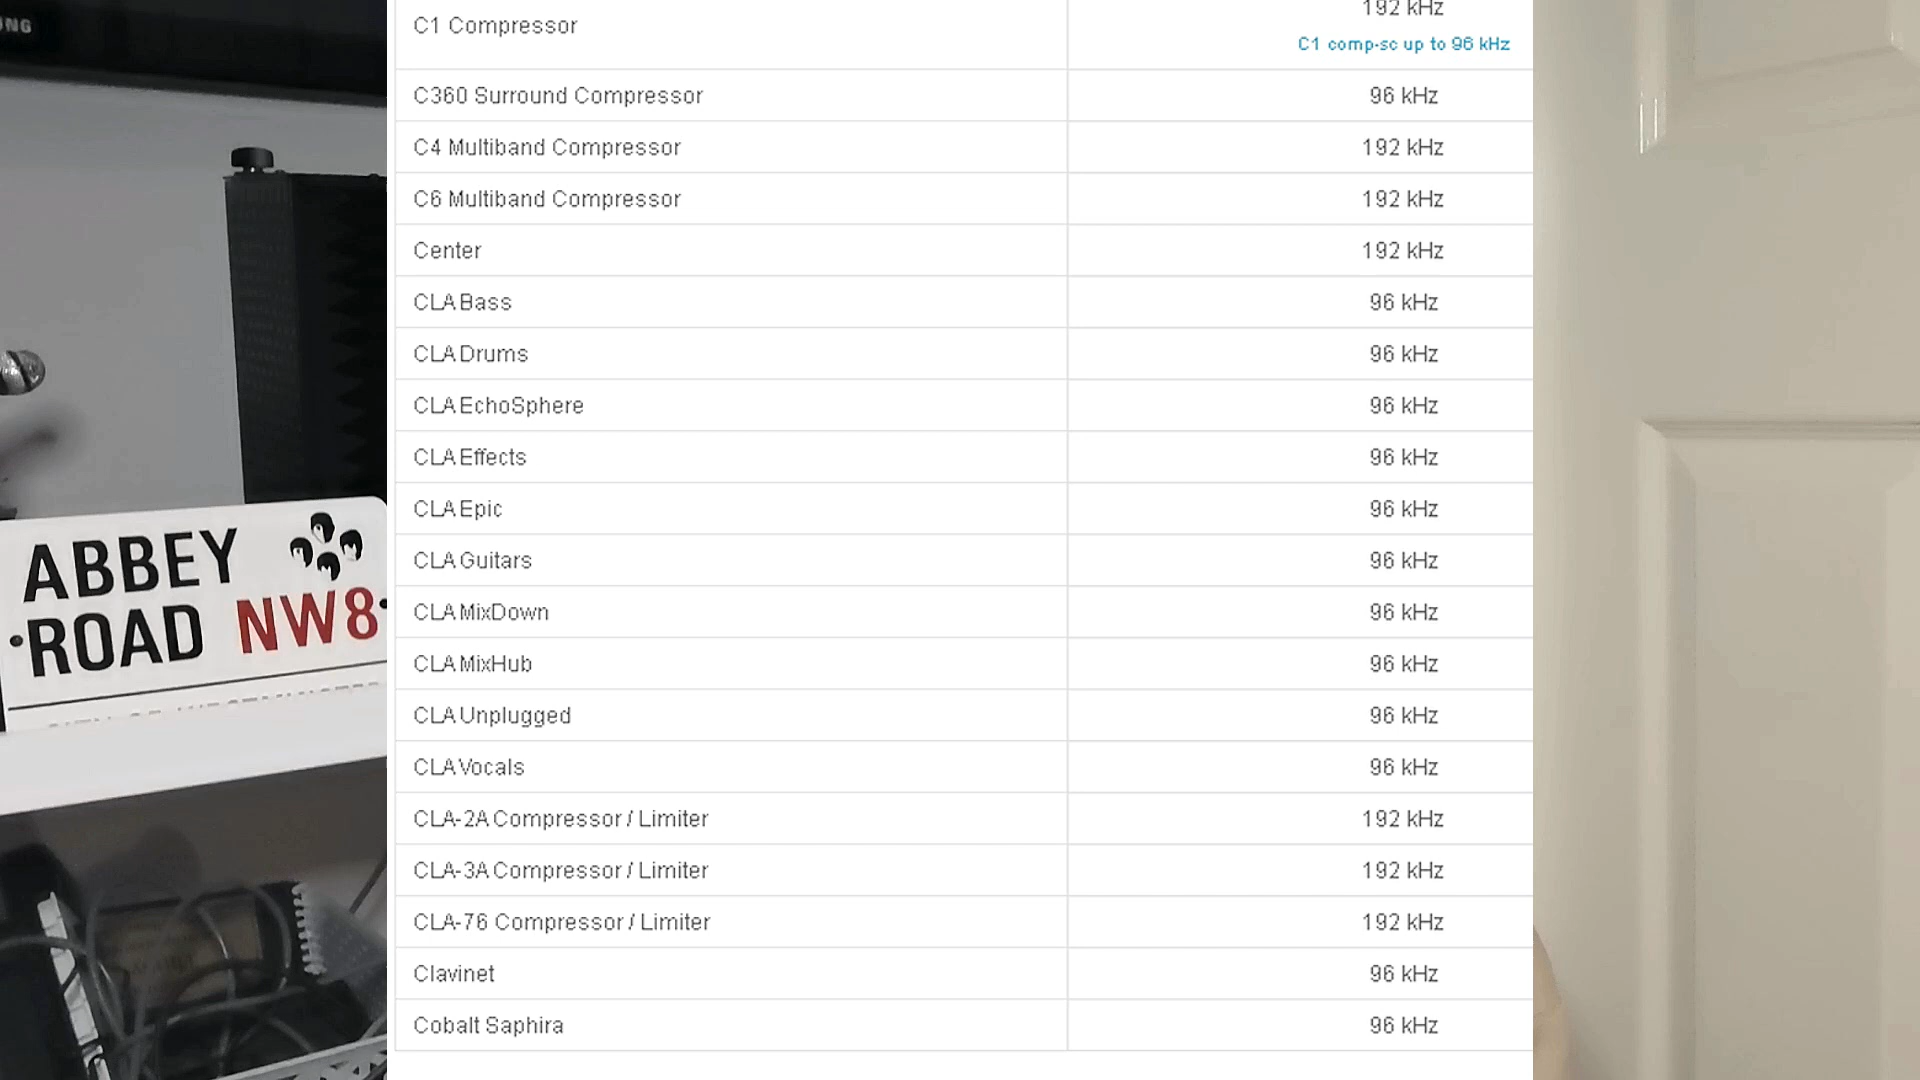 C1 Compressor 192 kHz
C1 comp-sc up to 96 kHz
C360 Surround Compressor 96 kHz
C4 Multiband Compressor 192 kHz
C6 Multiband Compressor 192 kHz
Center 192 kHz
CLA Bass 96 kHz
CLA Drums 96 kHz
CLA EchoSphere 96 kHz
CLA Effects 96 kHz
CLA Epic 96 kHz
CLA Guitars 96 kHz
CLA MixDown 96 kHz
CLA MixHub 96 kHz
CLA Unplugged 96 kHz
CLA Vocals 96 kHz
CLA-2A Compressor / Limiter 192 kHz
CLA-3A Compressor / Limiter 192 kHz
CLA-76 Compressor / Limiter 192 kHz
Clavinet 96 kHz
Cobalt Saphira 96 kHz
ABBEY
ROAD NW8